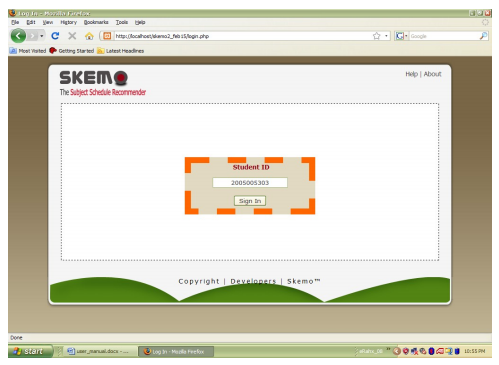 Log In - Mozilla Firefox
File Edit View History Bookmarks Tools Help
http://localhost/skemo2_feb15/login.php
Google
Most Visited Getting Started Latest Headlines
SKEMO
Help | About
The Subject Schedule Recommender
Student ID
2005005303
Sign In
Copyright | Developers | Skemo™
Done
start
user_manual.docx - ...
Log In - Mozilla Firefox
10:55 PM